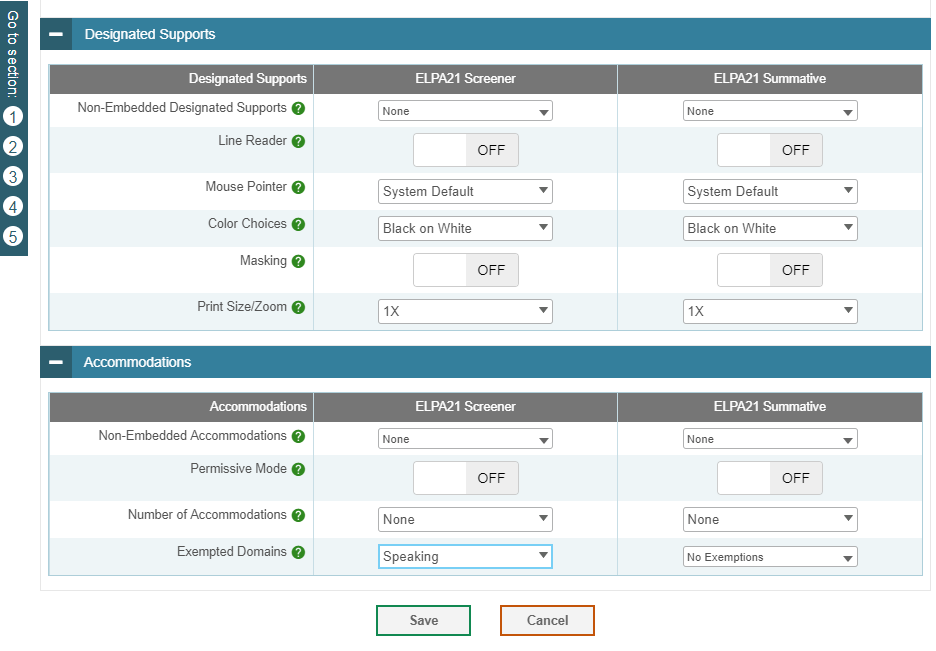 Go to section:
1
2
3
4
5
Designated Supports
Designated Supports ELPA21 Screener ELPA21 Summative
Non-Embedded Designated Supports ? None None
Line Reader ? OFF OFF
Mouse Pointer ? System Default System Default
Color Choices ? Black on White Black on White
Masking ? OFF OFF
Print Size/Zoom ? 1X 1X
Accommodations
Accommodations ELPA21 Screener ELPA21 Summative
Non-Embedded Accommodations ? None None
Permissive Mode ? OFF OFF
Number of Accommodations ? None None
Exempted Domains ? Speaking No Exemptions
Save Cancel